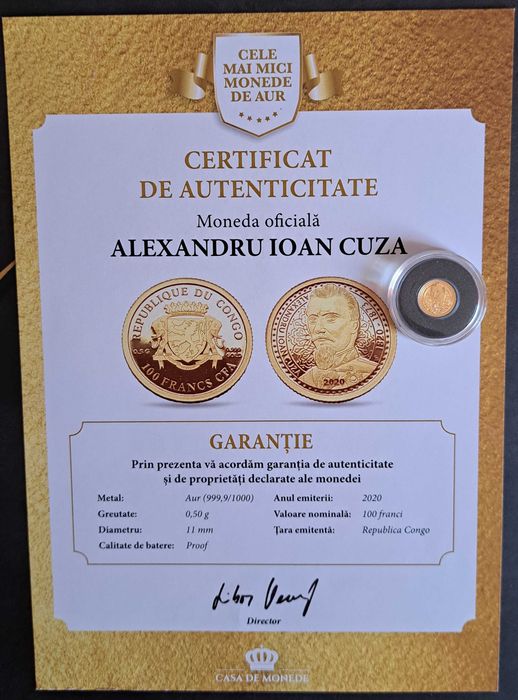 CELE
MAI MICI
MONEDE
DE AUR
CERTIFICAT
DE AUTENTICITATE
Moneda oficială
ALEXANDRU IOAN CUZA
REPUBLIQUE DU CONGO
0.5 G
100 FRANCS CFA
2020
GARANȚIE
Prin prezenta vă acordăm garanția de autenticitate
și de proprietăți declarate ale monedei
Metal: Aur (999,9/1000) Anul emiterii: 2020
Greutate: 0,50 g Valoare nominală: 100 franci
Diametru: 11 mm Țara emitentă: Republica Congo
Calitate de batere: Proof
Director
CASA DE MONEDE